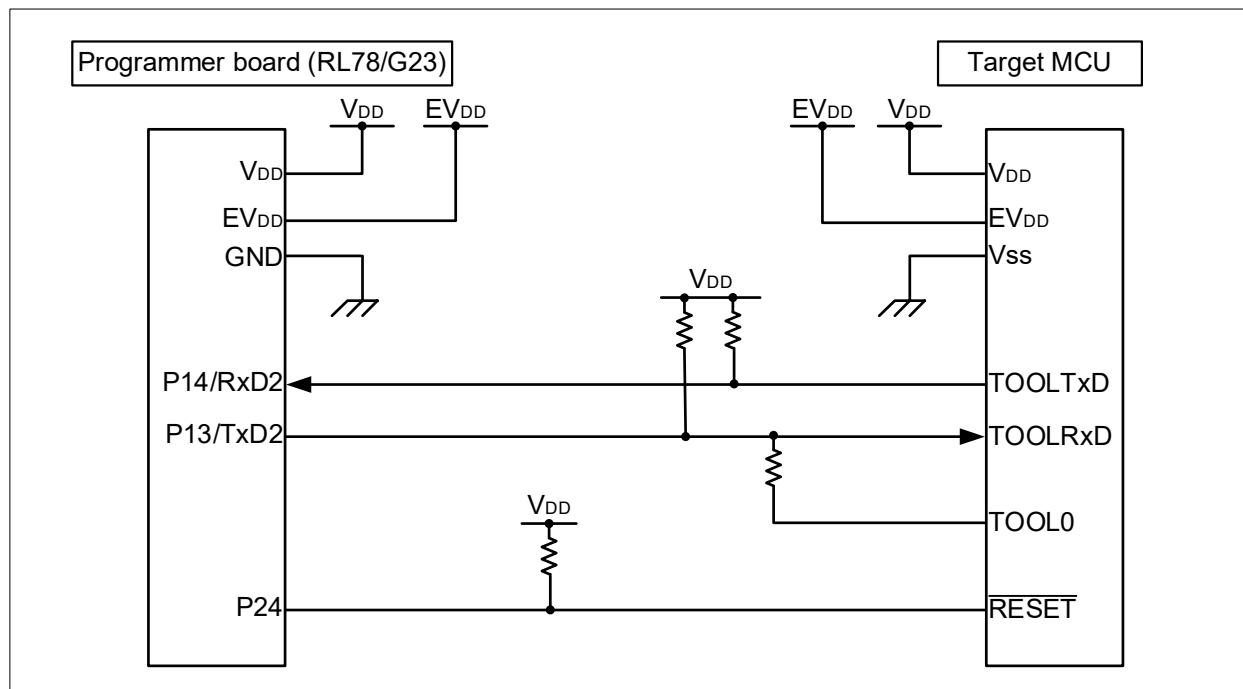 Programmer board (RL78/G23)
Target MCU
VDD EVDD
EVDD VDD
VDD
VDD
EVDD
EVDD
GND
Vss
VDD
P14/RxD2
TOOLTxD
P13/TxD2
TOOLRxD
VDD
TOOL0
P24
RESET